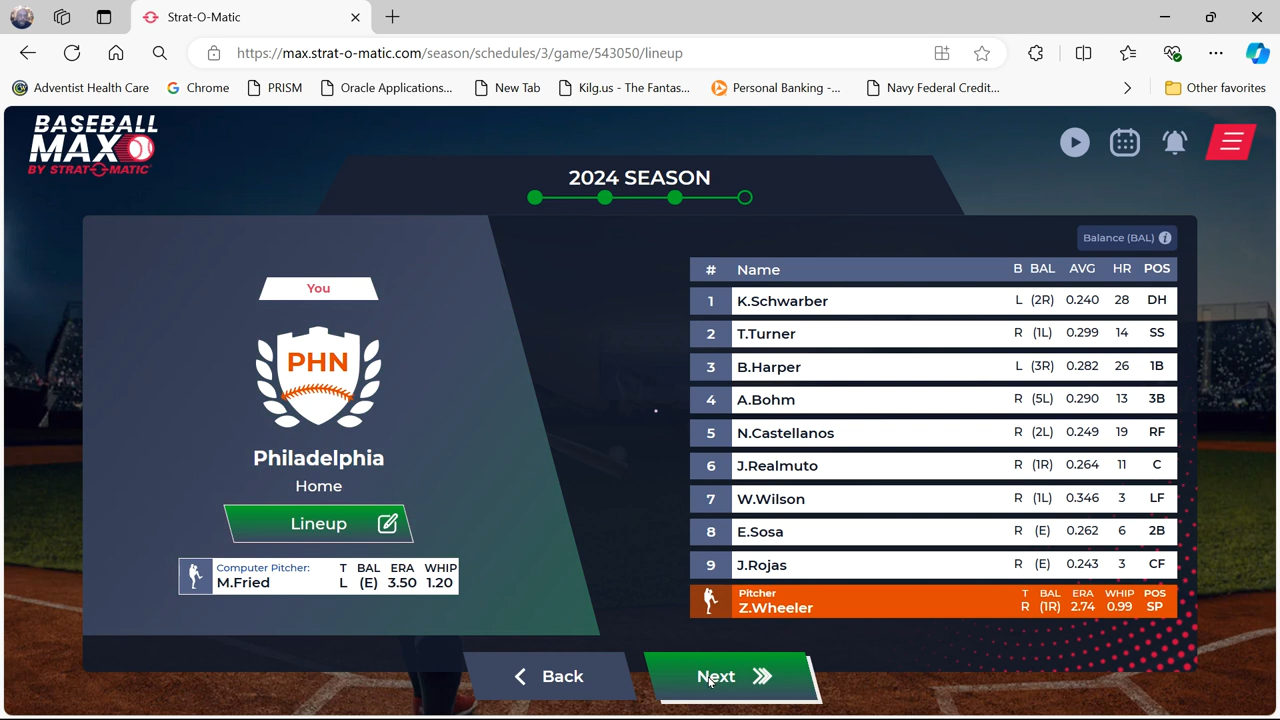 Strat-O-Matic
https://max.strat-o-matic.com/season/schedules/3/game/543050/lineup
Adventist Health Care
Chrome
PRISM
Oracle Applications...
New Tab
Kilg.us - The Fantas...
Personal Banking -...
Navy Federal Credit...
Other favorites
BASEBALL
MAX
BY STRAT-O-MATIC
2024 SEASON
Balance (BAL) i
You
PHN
Philadelphia
Home
Lineup
Computer Pitcher: T BAL ERA WHIP
M.Fried L (E) 3.50 1.20
# Name B BAL AVG HR POS
1 K.Schwarber L (2R) 0.240 28 DH
2 T.Turner R (1L) 0.299 14 SS
3 B.Harper L (3R) 0.282 26 1B
4 A.Bohm R (5L) 0.290 13 3B
5 N.Castellanos R (2L) 0.249 19 RF
6 J.Realmuto R (1R) 0.264 11 C
7 W.Wilson R (1L) 0.346 3 LF
8 E.Sosa R (E) 0.262 6 2B
9 J.Rojas R (E) 0.243 3 CF
Pitcher T BAL ERA WHIP POS
Z.Wheeler R (1R) 2.74 0.99 SP
Back
Next